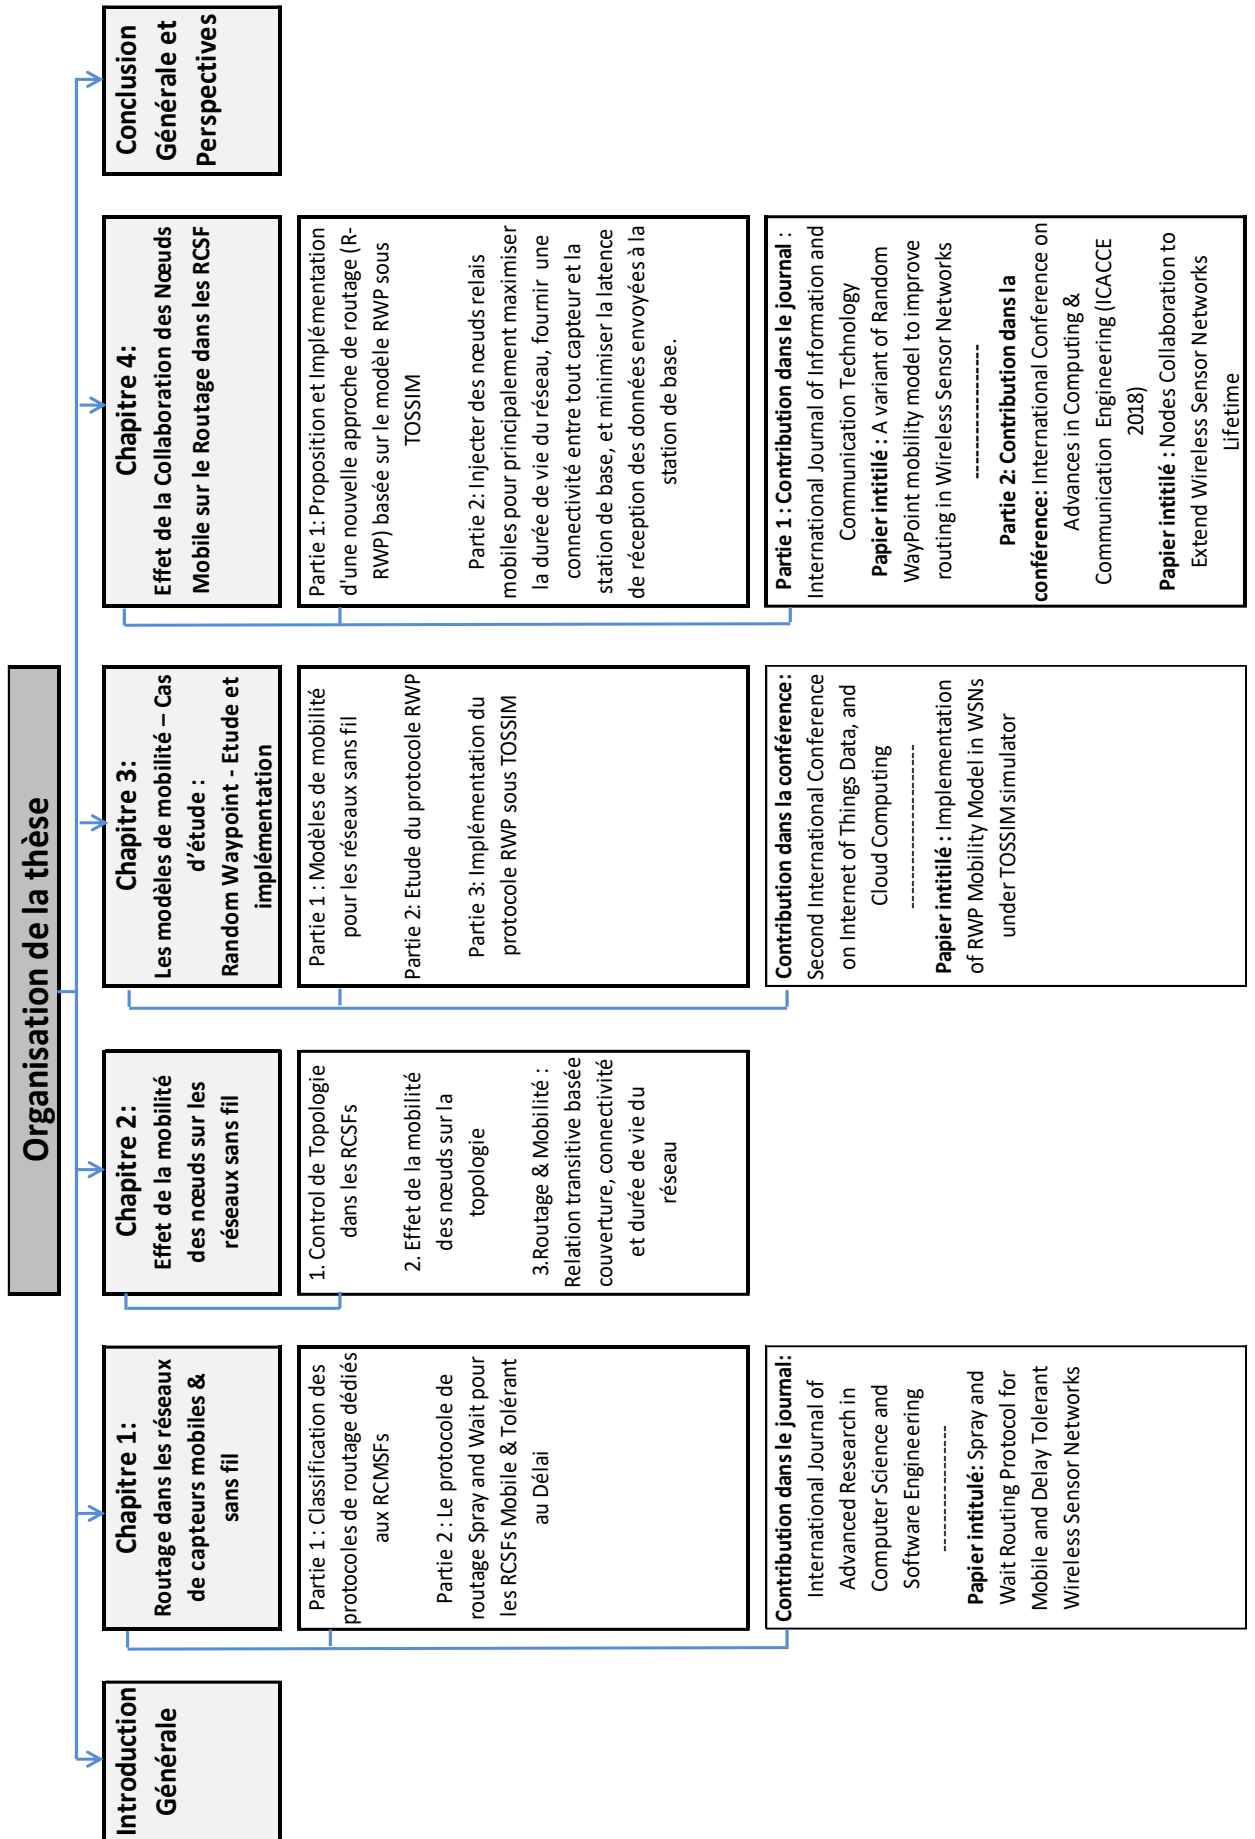 Organisation de la thèse
Introduction
Générale
Chapitre 1:
Routage dans les réseaux
de capteurs mobiles &
sans fil
Partie 1 : Classification des
protocoles de routage dédiés
aux RCMSFs
Partie 2 : Le protocole de
routage Spray and Wait pour
les RCSFs Mobile & Tolérant
au Délai
Contribution dans le journal:
International Journal of
Advanced Research in
Computer Science and
Software Engineering
-------------------
Papier intitulé: Spray and
Wait Routing Protocol for
Mobile and Delay Tolerant
Wireless Sensor Networks
Chapitre 2:
Effet de la mobilité
des nœuds sur les
réseaux sans fil
1. Control de Topologie
dans les RCSFs
2. Effet de la mobilité
des nœuds sur la
topologie
3.Routage & Mobilité :
Relation transitive basée
couverture, connectivité
et durée de vie du
réseau
Chapitre 3:
Les modèles de mobilité – Cas
d'étude :
Random Waypoint - Etude et
implémentation
Partie 1 : Modèles de mobilité
pour les réseaux sans fil
Partie 2: Etude du protocole RWP
Partie 3: Implémentation du
protocole RWP sous TOSSIM
Contribution dans la conférence:
Second International Conference
on Internet of Things Data, and
Cloud Computing
-------------------
Papier intitilé : Implementation
of RWP Mobility Model in WSNs
under TOSSIM simulator
Chapitre 4:
Effet de la Collaboration des Nœuds
Mobile sur le Routage dans les RCSF
Partie 1: Proposition et Implémentation
d'une nouvelle approche de routage (R-
RWP) basée sur le modèle RWP sous
TOSSIM
Partie 2: Injecter des nœuds relais
mobiles pour principalement maximiser
la durée de vie du réseau, fournir une
connectivité entre tout capteur et la
station de base, et minimiser la latence
de réception des données envoyées à la
station de base.
Partie 1 : Contribution dans le journal :
International Journal of Information and
Communication Technology
Papier intitilé : A variant of Random
WayPoint mobility model to improve
routing in Wireless Sensor Networks
-------------------
Partie 2: Contribution dans la
conférence: International Conference on
Advances in Computing &
Communication Engineering (ICACCE
2018)
Papier intitilé : Nodes Collaboration to
Extend Wireless Sensor Networks
Lifetime
Conclusion
Générale et
Perspectives